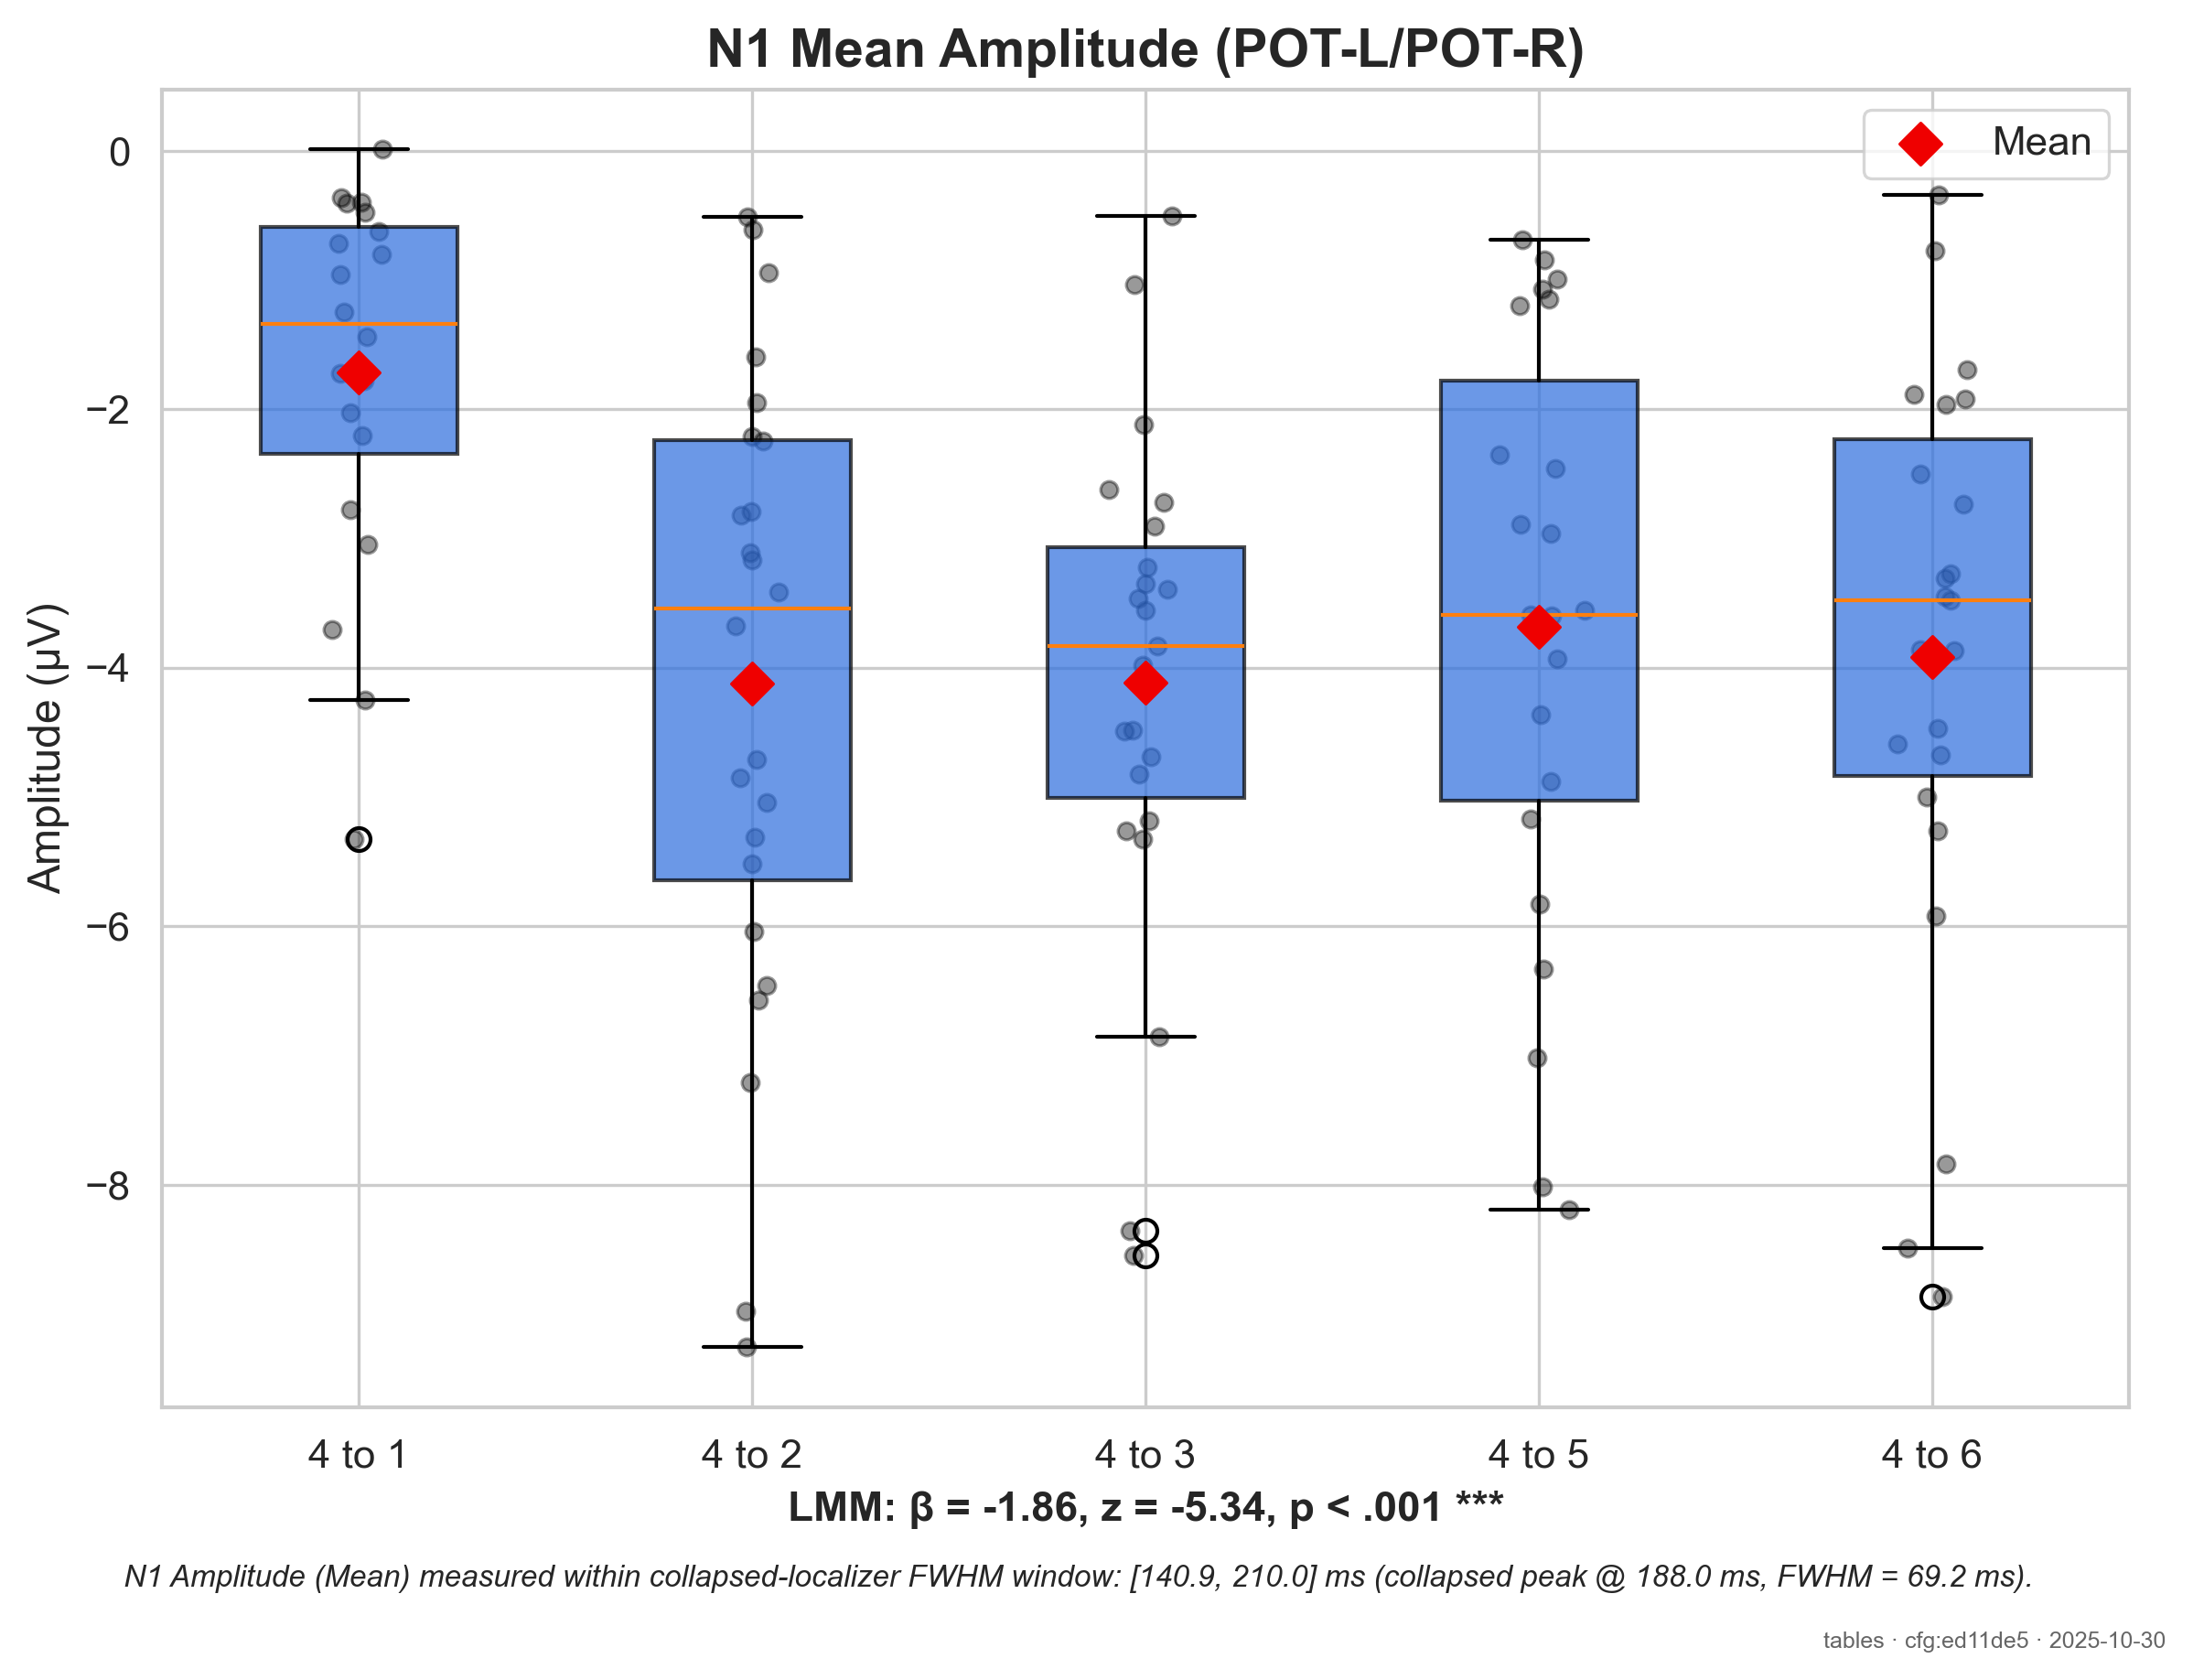 N1 Mean Amplitude (POT-L/POT-R)
Mean
Amplitude (µV)
0
−2
−4
−6
−8
4 to 1
4 to 2
4 to 3
4 to 5
4 to 6
LMM: β = -1.86, z = -5.34, p < .001 ***
N1 Amplitude (Mean) measured within collapsed-localizer FWHM window: [140.9, 210.0] ms (collapsed peak @ 188.0 ms, FWHM = 69.2 ms).
tables · cfg:ed11de5 · 2025-10-30